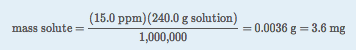 mass solute = (15.0 ppm)(240.0 g solution) / 1,000,000 = 0.0036 g = 3.6 mg